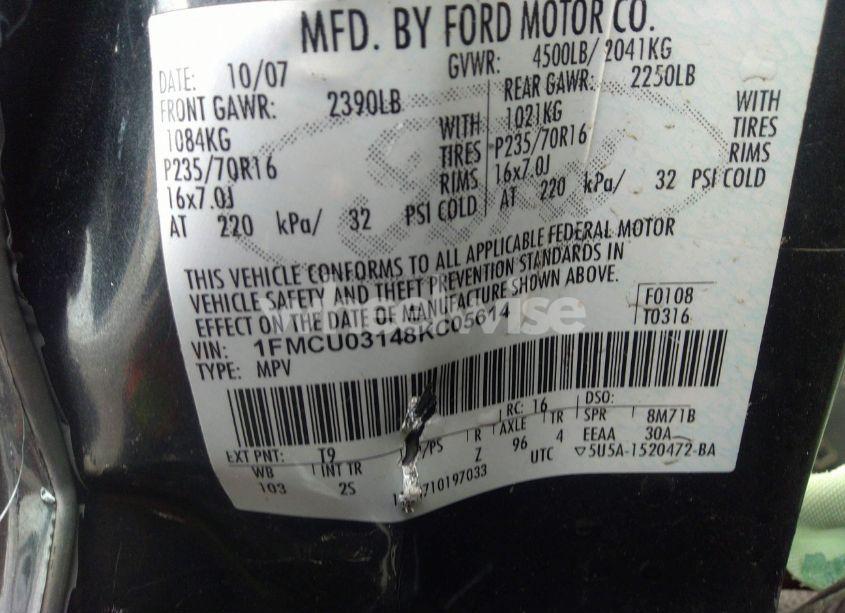 MFD. BY FORD MOTOR CO.
DATE: 10/07 GVWR: 4500LB/ 2041KG
FRONT GAWR: 2390LB REAR GAWR: 2250LB
1084KG WITH 1021KG WITH
P235/70R16 TIRES P235/70R16 TIRES
16x7.0J RIMS 16x7.0J RIMS
AT 220 kPa/ 32 PSI COLD AT 220 kPa/ 32 PSI COLD
THIS VEHICLE CONFORMS TO ALL APPLICABLE FEDERAL MOTOR
VEHICLE SAFETY AND THEFT PREVENTION STANDARDS IN
EFFECT ON THE DATE OF MANUFACTURE SHOWN ABOVE.
F0108
VIN: 1FMCU03148KC05614 T0316
TYPE: MPV
RC: 16 DSO:
EXT PNT: T9 /PS R AXLE TR SPR 8M71B
WB INT TR Z 96 4 EEAA 30A
103 2S 710197033 UTC ▽5U5A-1520472-BA